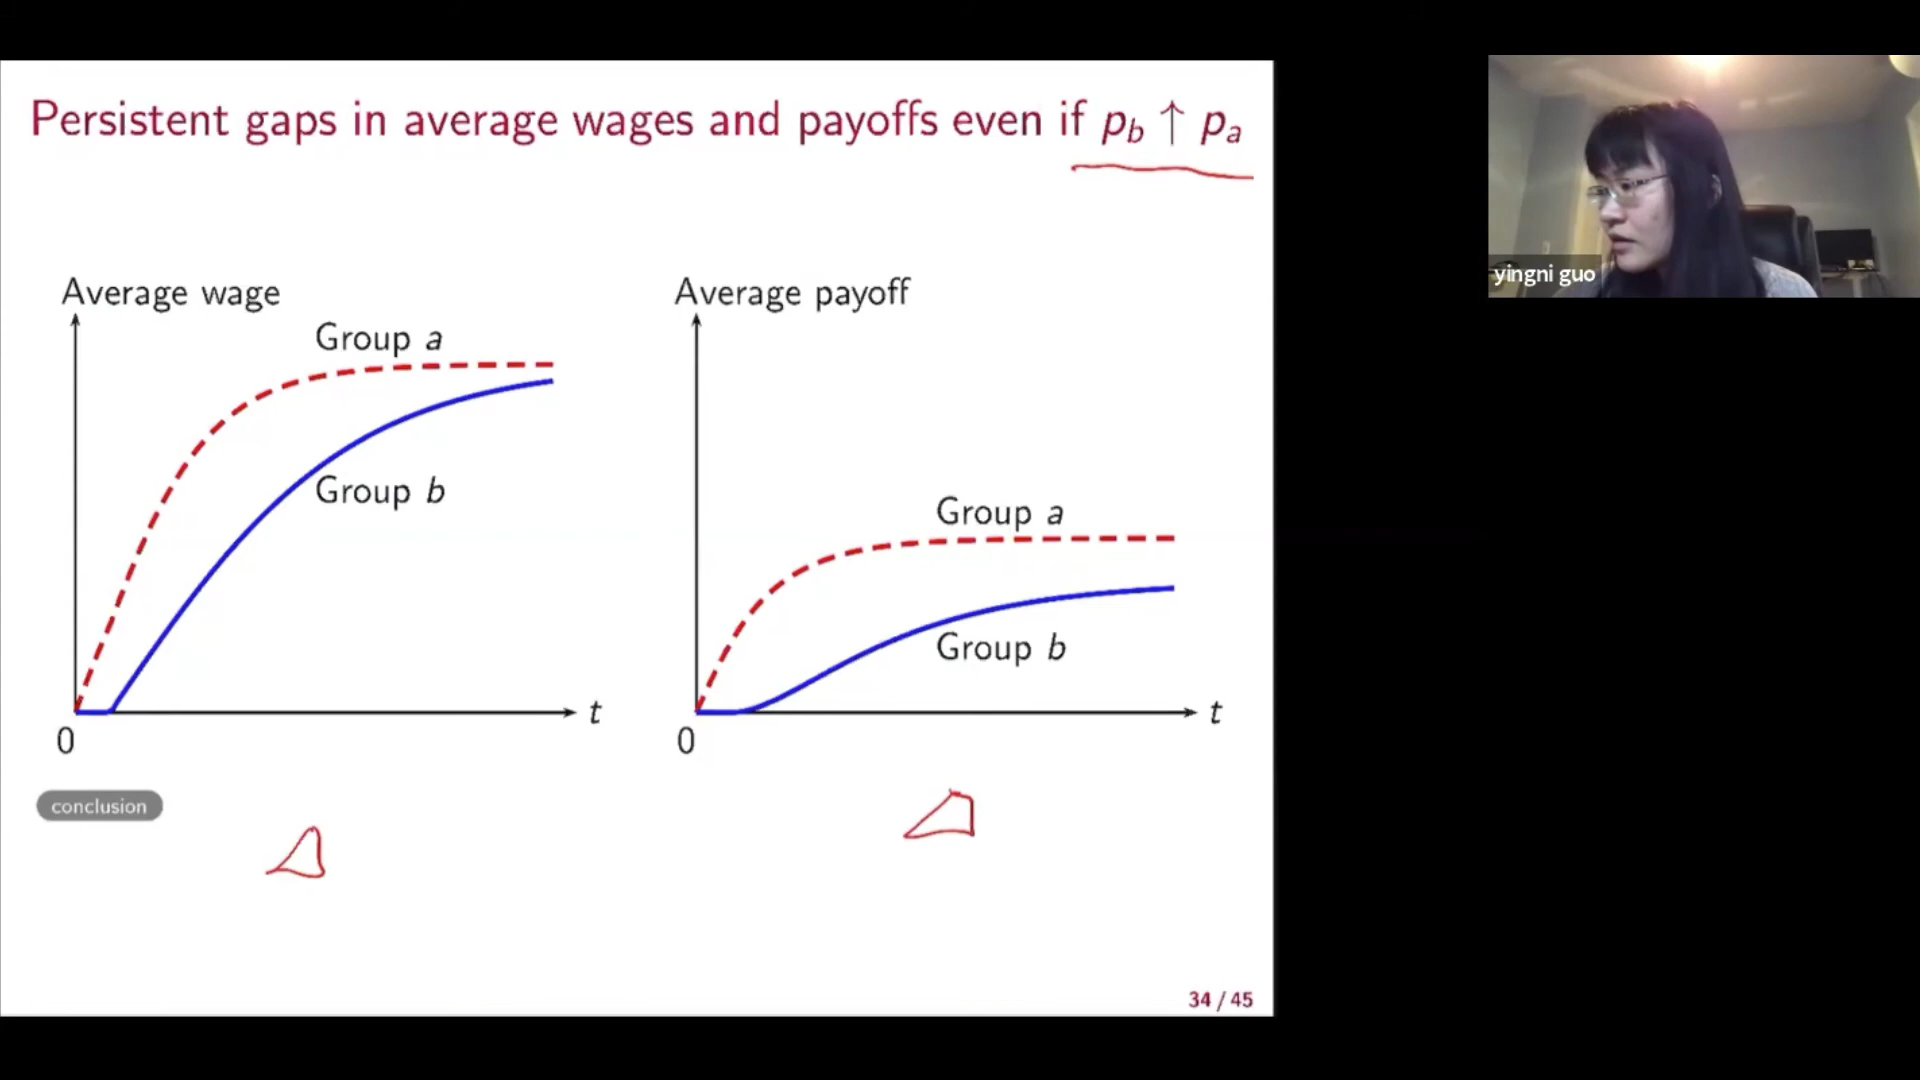 Persistent gaps in average wages and payoffs even if p_b ↑ p_a
Average wage
Group a
Group b
t
0
Average payoff
Group a
Group b
t
0
conclusion
34 / 45
yingni guo